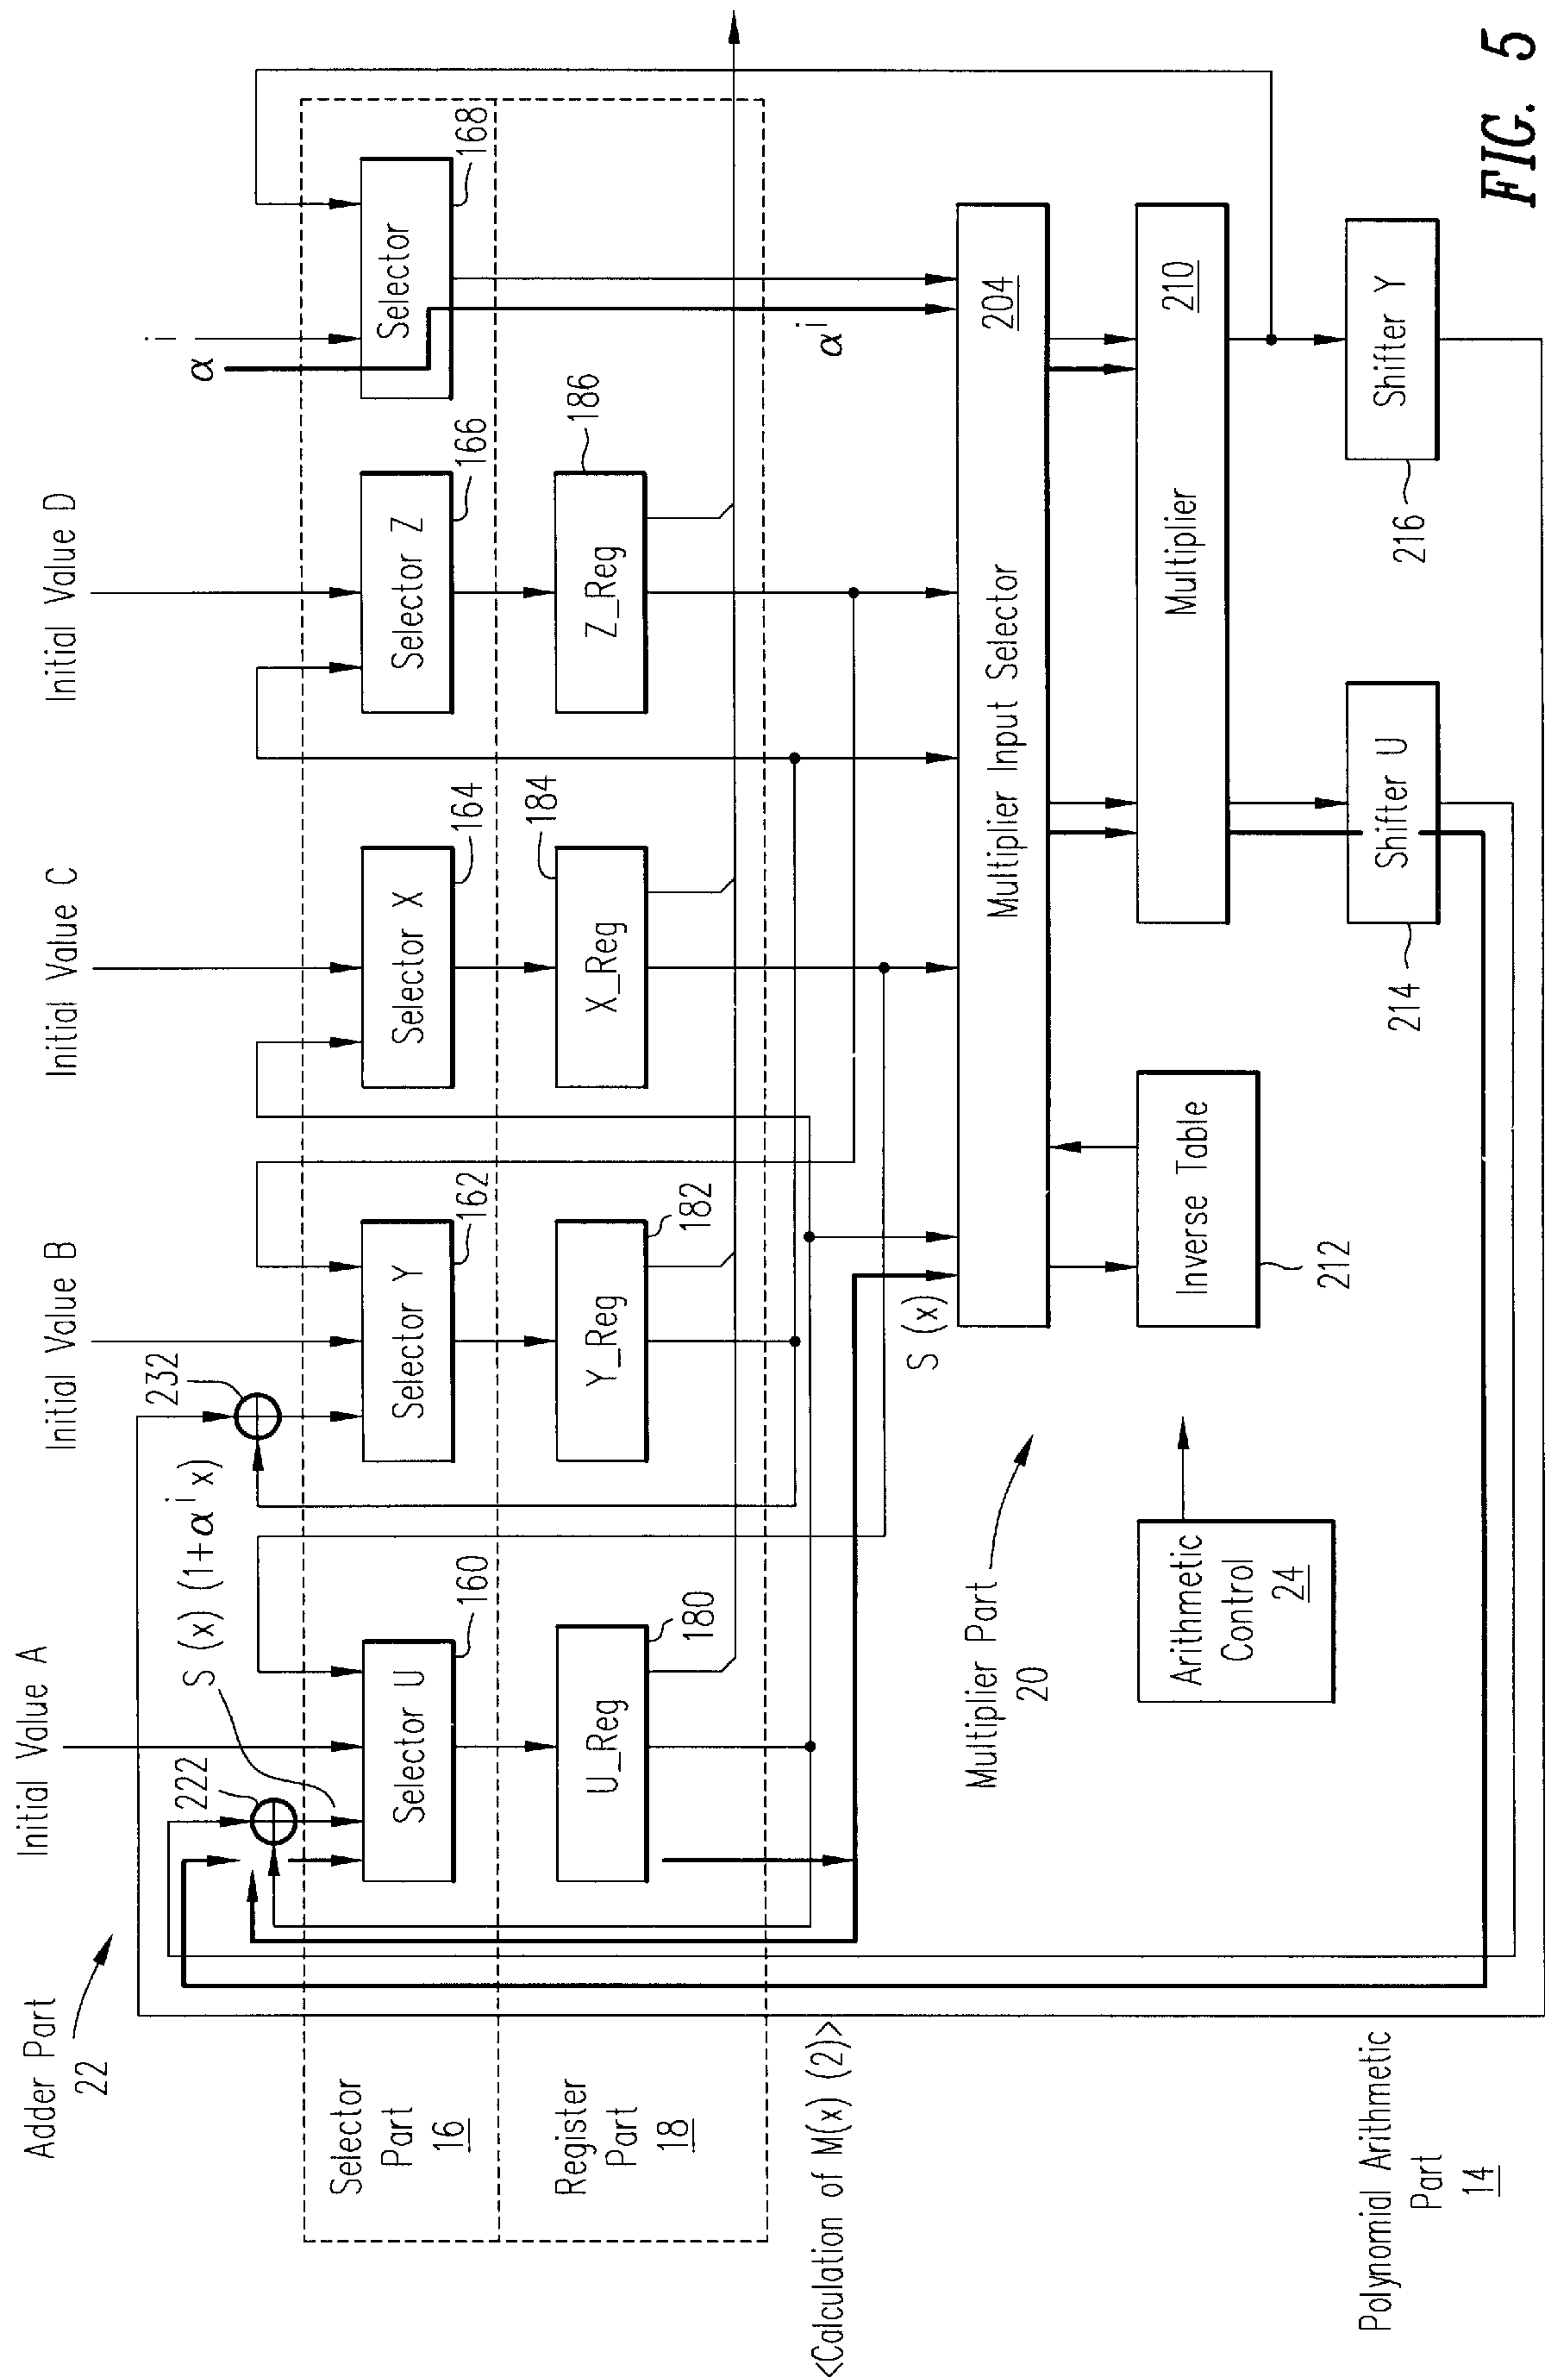 Adder Part
22
Initial Value A
Initial Value B
Initial Value C
Initial Value D
222
S (x) (1+α^i x)
232
α
i
Selector
Part
16
Selector U
160
Selector Y
162
Selector X
164
Selector Z
166
Selector
168
Register
Part
18
U_Reg
180
Y_Reg
182
X_Reg
184
Z_Reg
186
<Calculation of M(x) (2)>
α^i
S (x)
Multiplier Part
20
Multiplier Input Selector
204
Arithmetic
Control
24
Inverse Table
212
Multiplier
210
Shifter U
214
Shifter Y
216
Polynomial Arithmetic
Part
14
FIG. 5